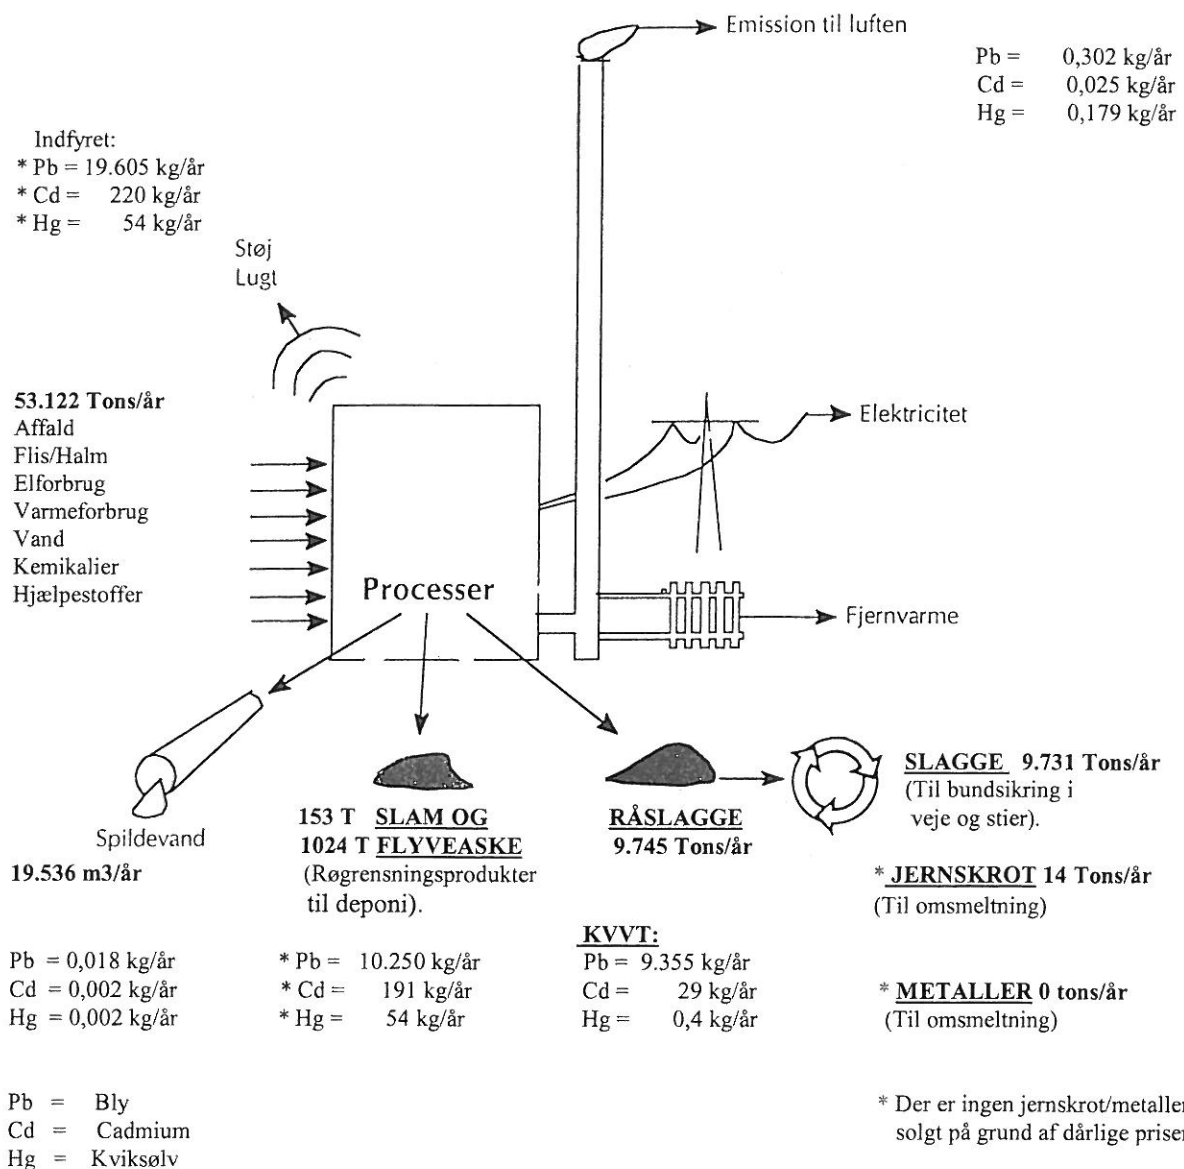 Emission til luften
Pb = 0,302 kg/år
Cd = 0,025 kg/år
Hg = 0,179 kg/år
Indfyret:
* Pb = 19.605 kg/år
* Cd = 220 kg/år
* Hg = 54 kg/år
Støj
Lugt
53.122 Tons/år
Affald
Flis/Halm
Elforbrug
Varmeforbrug
Vand
Kemikalier
Hjælpestoffer
Elektricitet
Processer
Fjernvarme
Spildevand
19.536 m3/år
153 T SLAM OG
1024 T FLYVEASKE
(Røgrensningsprodukter
til deponi).
RÅSLAGGE
9.745 Tons/år
SLAGGE 9.731 Tons/år
(Til bundsikring i
veje og stier).
* JERNSKROT 14 Tons/år
(Til omsmeltning)
Pb = 0,018 kg/år
Cd = 0,002 kg/år
Hg = 0,002 kg/år
* Pb = 10.250 kg/år
* Cd = 191 kg/år
* Hg = 54 kg/år
KVVT:
Pb = 9.355 kg/år
Cd = 29 kg/år
Hg = 0,4 kg/år
* METALLER 0 tons/år
(Til omsmeltning)
Pb = Bly
Cd = Cadmium
Hg = Kviksølv
* Der er ingen jernskrot/metaller
solgt på grund af dårlige priser